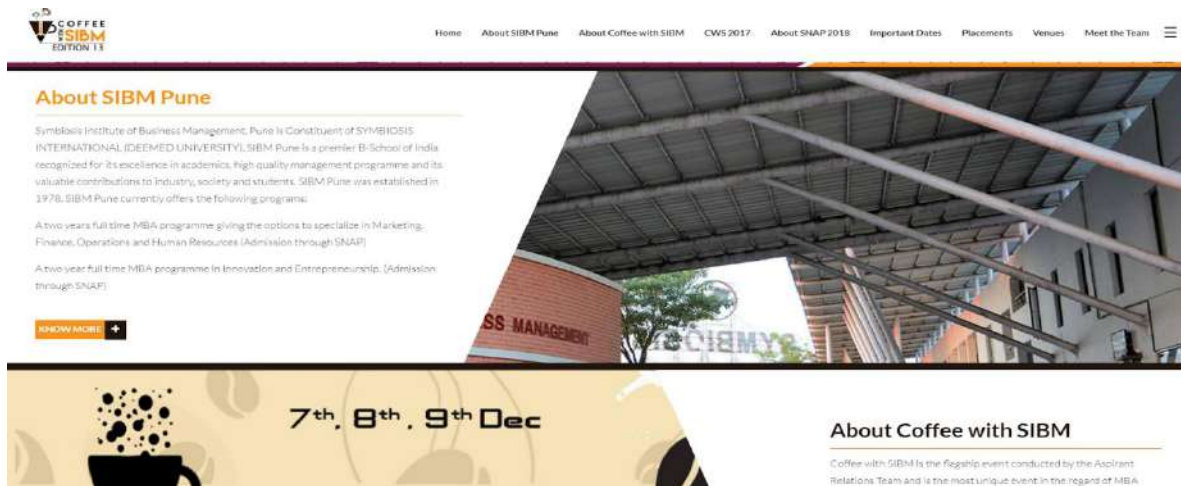 COFFEE
WITH
SIBM
EDITION 13
Home About SIBM Pune About Coffee with SIBM CWS 2017 About SNAP 2018 Important Dates Placements Venues Meet the Team
About SIBM Pune
Symbiosis Institute of Business Management, Pune is Constituent of SYMBIOSIS
INTERNATIONAL (DEEMED UNIVERSITY). SIBM Pune is a premier B-School of India
recognized for its excellence in academics, high quality management programme and its
valuable contributions to industry, society and students. SIBM Pune was established in
1978. SIBM Pune currently offers the following programs:
A two years full time MBA programme giving the options to specialize in Marketing,
Finance, Operations and Human Resources (Admission through SNAP)
A two year full time MBA programme in Innovation and Entrepreneurship. (Admission
through SNAP)
KNOW MORE +
SS MANAGEMENT
SYMBIOSIS
7th, 8th, 9th Dec
About Coffee with SIBM
Coffee with SIBM is the flagship event conducted by the Aspirant
Relations Team and is the most unique event in the regard of MBA